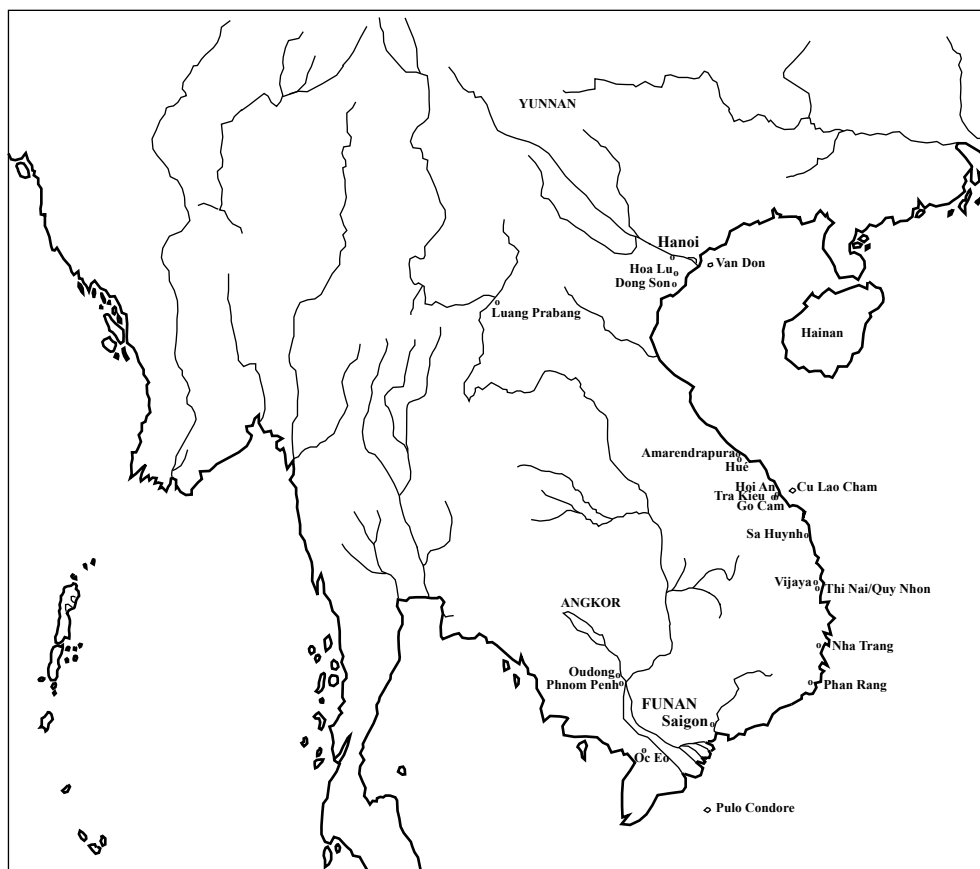 YUNNAN
Hanoi
Hoa Lu
Van Don
Dong Son
Luang Prabang
Hainan
Amarendrapura
Hué
Hoi An
Cu Lao Cham
Tra Kieu
Go Cam
Sa Huynh
Vijaya
Thi Nai/Quy Nhon
ANGKOR
Nha Trang
Oudong
Phnom Penh
Phan Rang
FUNAN
Saigon
Oc Eo
Pulo Condore